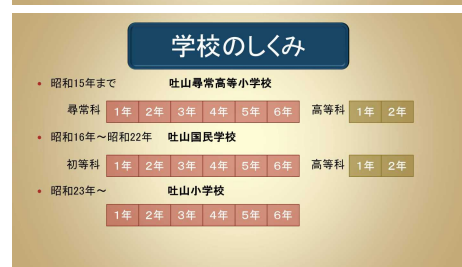 学校のしくみ
• 昭和15年まで 吐山尋常高等小学校
尋常科 1年 2年 3年 4年 5年 6年 高等科 1年 2年
• 昭和16年～昭和22年 吐山国民学校
初等科 1年 2年 3年 4年 5年 6年 高等科 1年 2年
• 昭和23年～ 吐山小学校
1年 2年 3年 4年 5年 6年